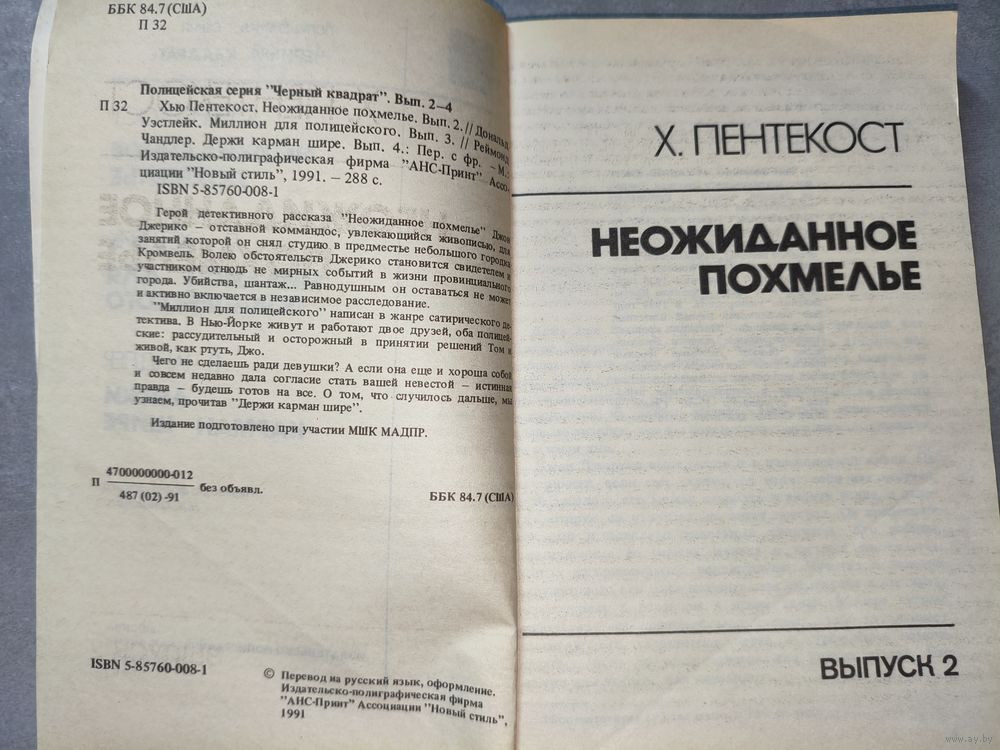 ББК 84.7 (США)
П 32
Полицейская серия "Черный квадрат". Вып. 2—4
П 32
Хью Пентекост. Неожиданное похмелье. Вып. 2. // Дональд
Уэстлейк. Миллион для полицейского. Вып. 3. // Реймонд
Чандлер. Держи карман шире. Вып. 4.: Пер. с фр. — М.:
Издательско-полиграфическая фирма "АНС-Принт" Ассо-
циации "Новый стиль", 1991. — 288 с.
ISBN 5-85760-008-1
Герой детективного рассказа "Неожиданное похмелье" Джон
Джерико — отставной коммандос, увлекающийся живописью, для
занятий которой он снял студию в предместье небольшого городка
Кромвель. Волею обстоятельств Джерико становится свидетелем и
участником отнюдь не мирных событий в жизни провинциального
города. Убийства, шантаж... Равнодушным он оставаться не может
и активно включается в независимое расследование.
"Миллион для полицейского" написан в жанре сатирического де-
тектива. В Нью-Йорке живут и работают двое друзей, оба полицей-
ские: рассудительный и осторожный в принятии решений Том и
живой, как ртуть, Джо.
Чего не сделаешь ради девушки? А если она еще и хороша собой
и совсем недавно дала согласие стать вашей невестой — истинная
правда — будешь готов на все. О том, что случилось дальше, мы
узнаем, прочитав "Держи карман шире".
Издание подготовлено при участии МШК МАДПР.
П 4700000000-012
487 (02) -91 без объявл.
ББК 84.7 (США)
ISBN 5-85760-008-1
© Перевод на русский язык, оформление.
Издательско-полиграфическая фирма
"АНС-Принт" Ассоциации "Новый стиль",
1991
Х. ПЕНТЕКОСТ
НЕОЖИДАННОЕ
ПОХМЕЛЬЕ
ВЫПУСК 2
www.ay.by